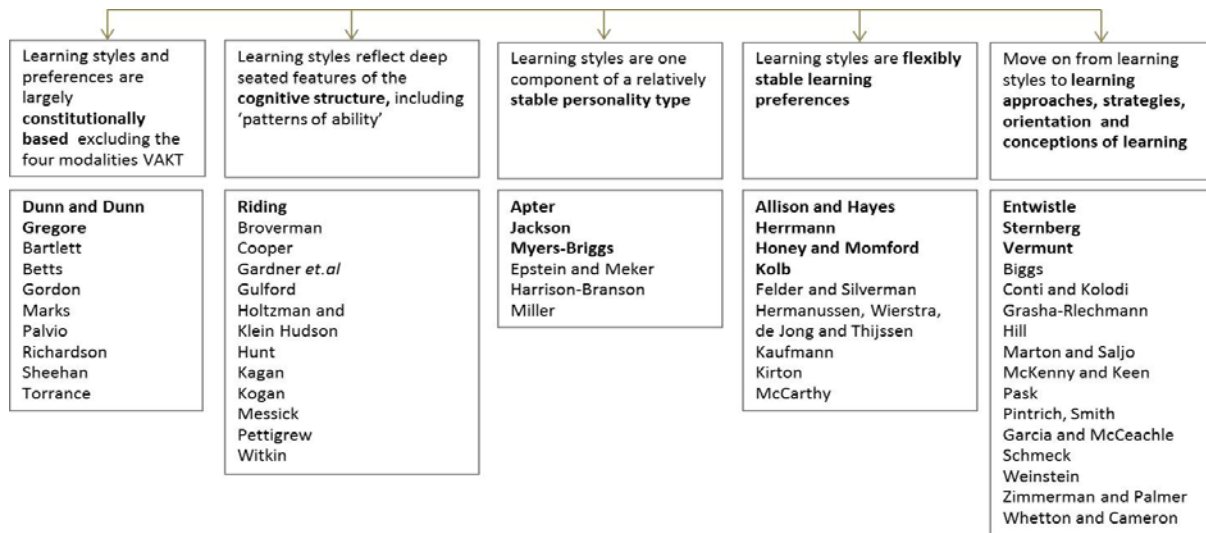 Learning styles and
preferences are
largely
constitutionally
based excluding the
four modalities VAKT
Learning styles reflect deep
seated features of the
cognitive structure, including
‘patterns of ability’
Learning styles are one
component of a relatively
stable personality type
Learning styles are flexibly
stable learning
preferences
Move on from learning
styles to learning
approaches, strategies,
orientation and
conceptions of learning
Dunn and Dunn
Gregore
Bartlett
Betts
Gordon
Marks
Palvio
Richardson
Sheehan
Torrance
Riding
Broverman
Cooper
Gardner et.al
Gulford
Holtzman and
Klein Hudson
Hunt
Kagan
Kogan
Messick
Pettigrew
Witkin
Apter
Jackson
Myers-Briggs
Epstein and Meker
Harrison-Branson
Miller
Allison and Hayes
Herrmann
Honey and Momford
Kolb
Felder and Silverman
Hermanussen, Wierstra,
de Jong and Thijssen
Kaufmann
Kirton
McCarthy
Entwistle
Sternberg
Vermunt
Biggs
Conti and Kolodi
Grasha-Rlechmann
Hill
Marton and Saljo
McKenny and Keen
Pask
Pintrich, Smith
Garcia and McCeachle
Schmeck
Weinstein
Zimmerman and Palmer
Whetton and Cameron